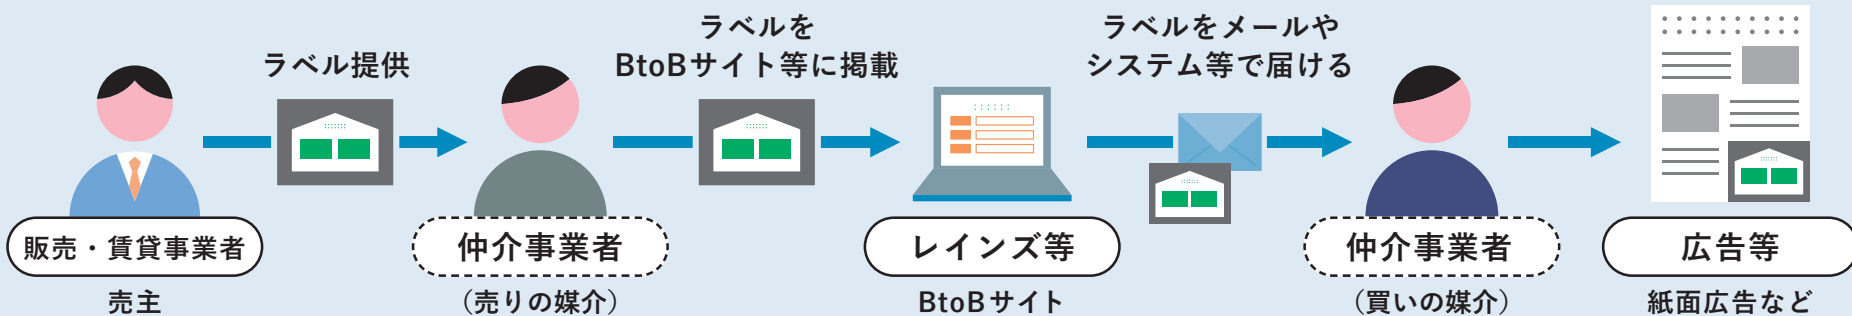 ラベル提供
ラベルを
BtoBサイト等に掲載
ラベルをメールや
システム等で届ける
販売・賃貸事業者
仲介事業者
レインズ等
仲介事業者
広告等
売主
（売りの媒介）
BtoBサイト
（買いの媒介）
紙面広告など